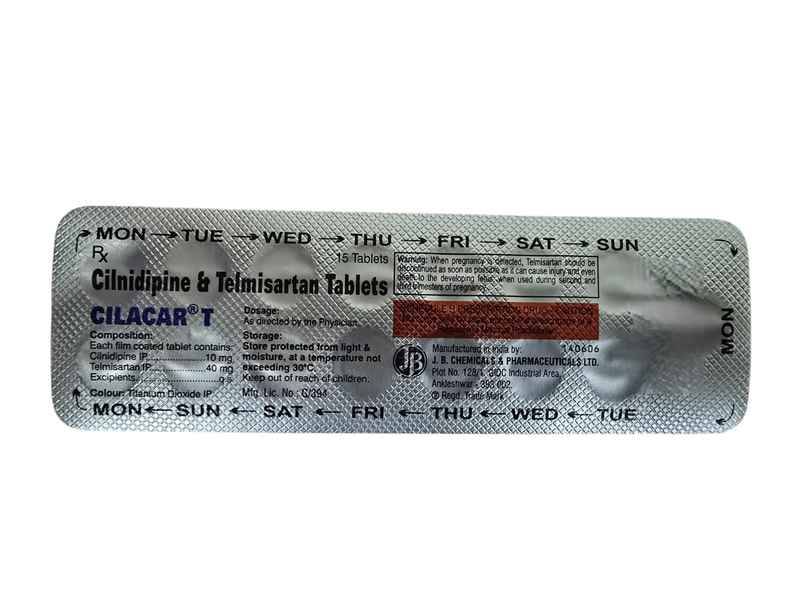 MON → TUE → WED → THU → FRI → SAT → SUN
MON
Rx
15 Tablets
Cilnidipine & Telmisartan Tablets
CILACAR® T
Composition:
Each film coated tablet contains:
Cilnidipine IP....................10 mg
Telmisartan IP....................40 mg
Excipients....................q.s.
Colour: Titanium Dioxide IP
Dosage:
As directed by the Physician.
Storage:
Store protected from light &
moisture, at a temperature not
exceeding 30°C.
Keep out of reach of children.
Mfg. Lic. No.: G/394
Warning: When pregnancy is detected, Telmisartan should be
discontinued as soon as possible as it can cause injury and even
death to the developing fetus when used during second and
third trimesters of pregnancy.
Manufactured in India by: 140606
JB
J. B. CHEMICALS & PHARMACEUTICALS LTD.
Plot No. 128/1, GIDC Industrial Area,
Ankleshwar - 393 002.
® Regd. Trade Mark
MON ← SUN ← SAT ← FRI ← THU ← WED ← TUE